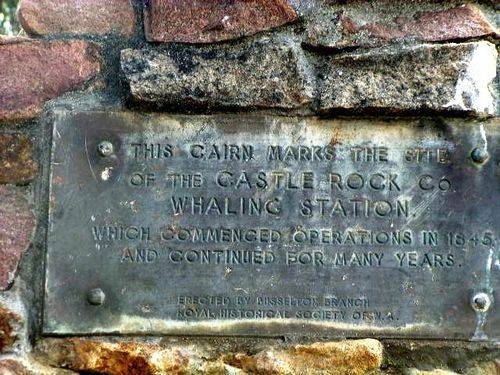 THIS CAIRN MARKS THE SITE
OF THE CASTLE ROCK CO.
WHALING STATION,
WHICH COMMENCED OPERATIONS IN 1845
AND CONTINUED FOR MANY YEARS.
ERECTED BY BUSSELTON BRANCH
ROYAL HISTORICAL SOCIETY OF W.A.